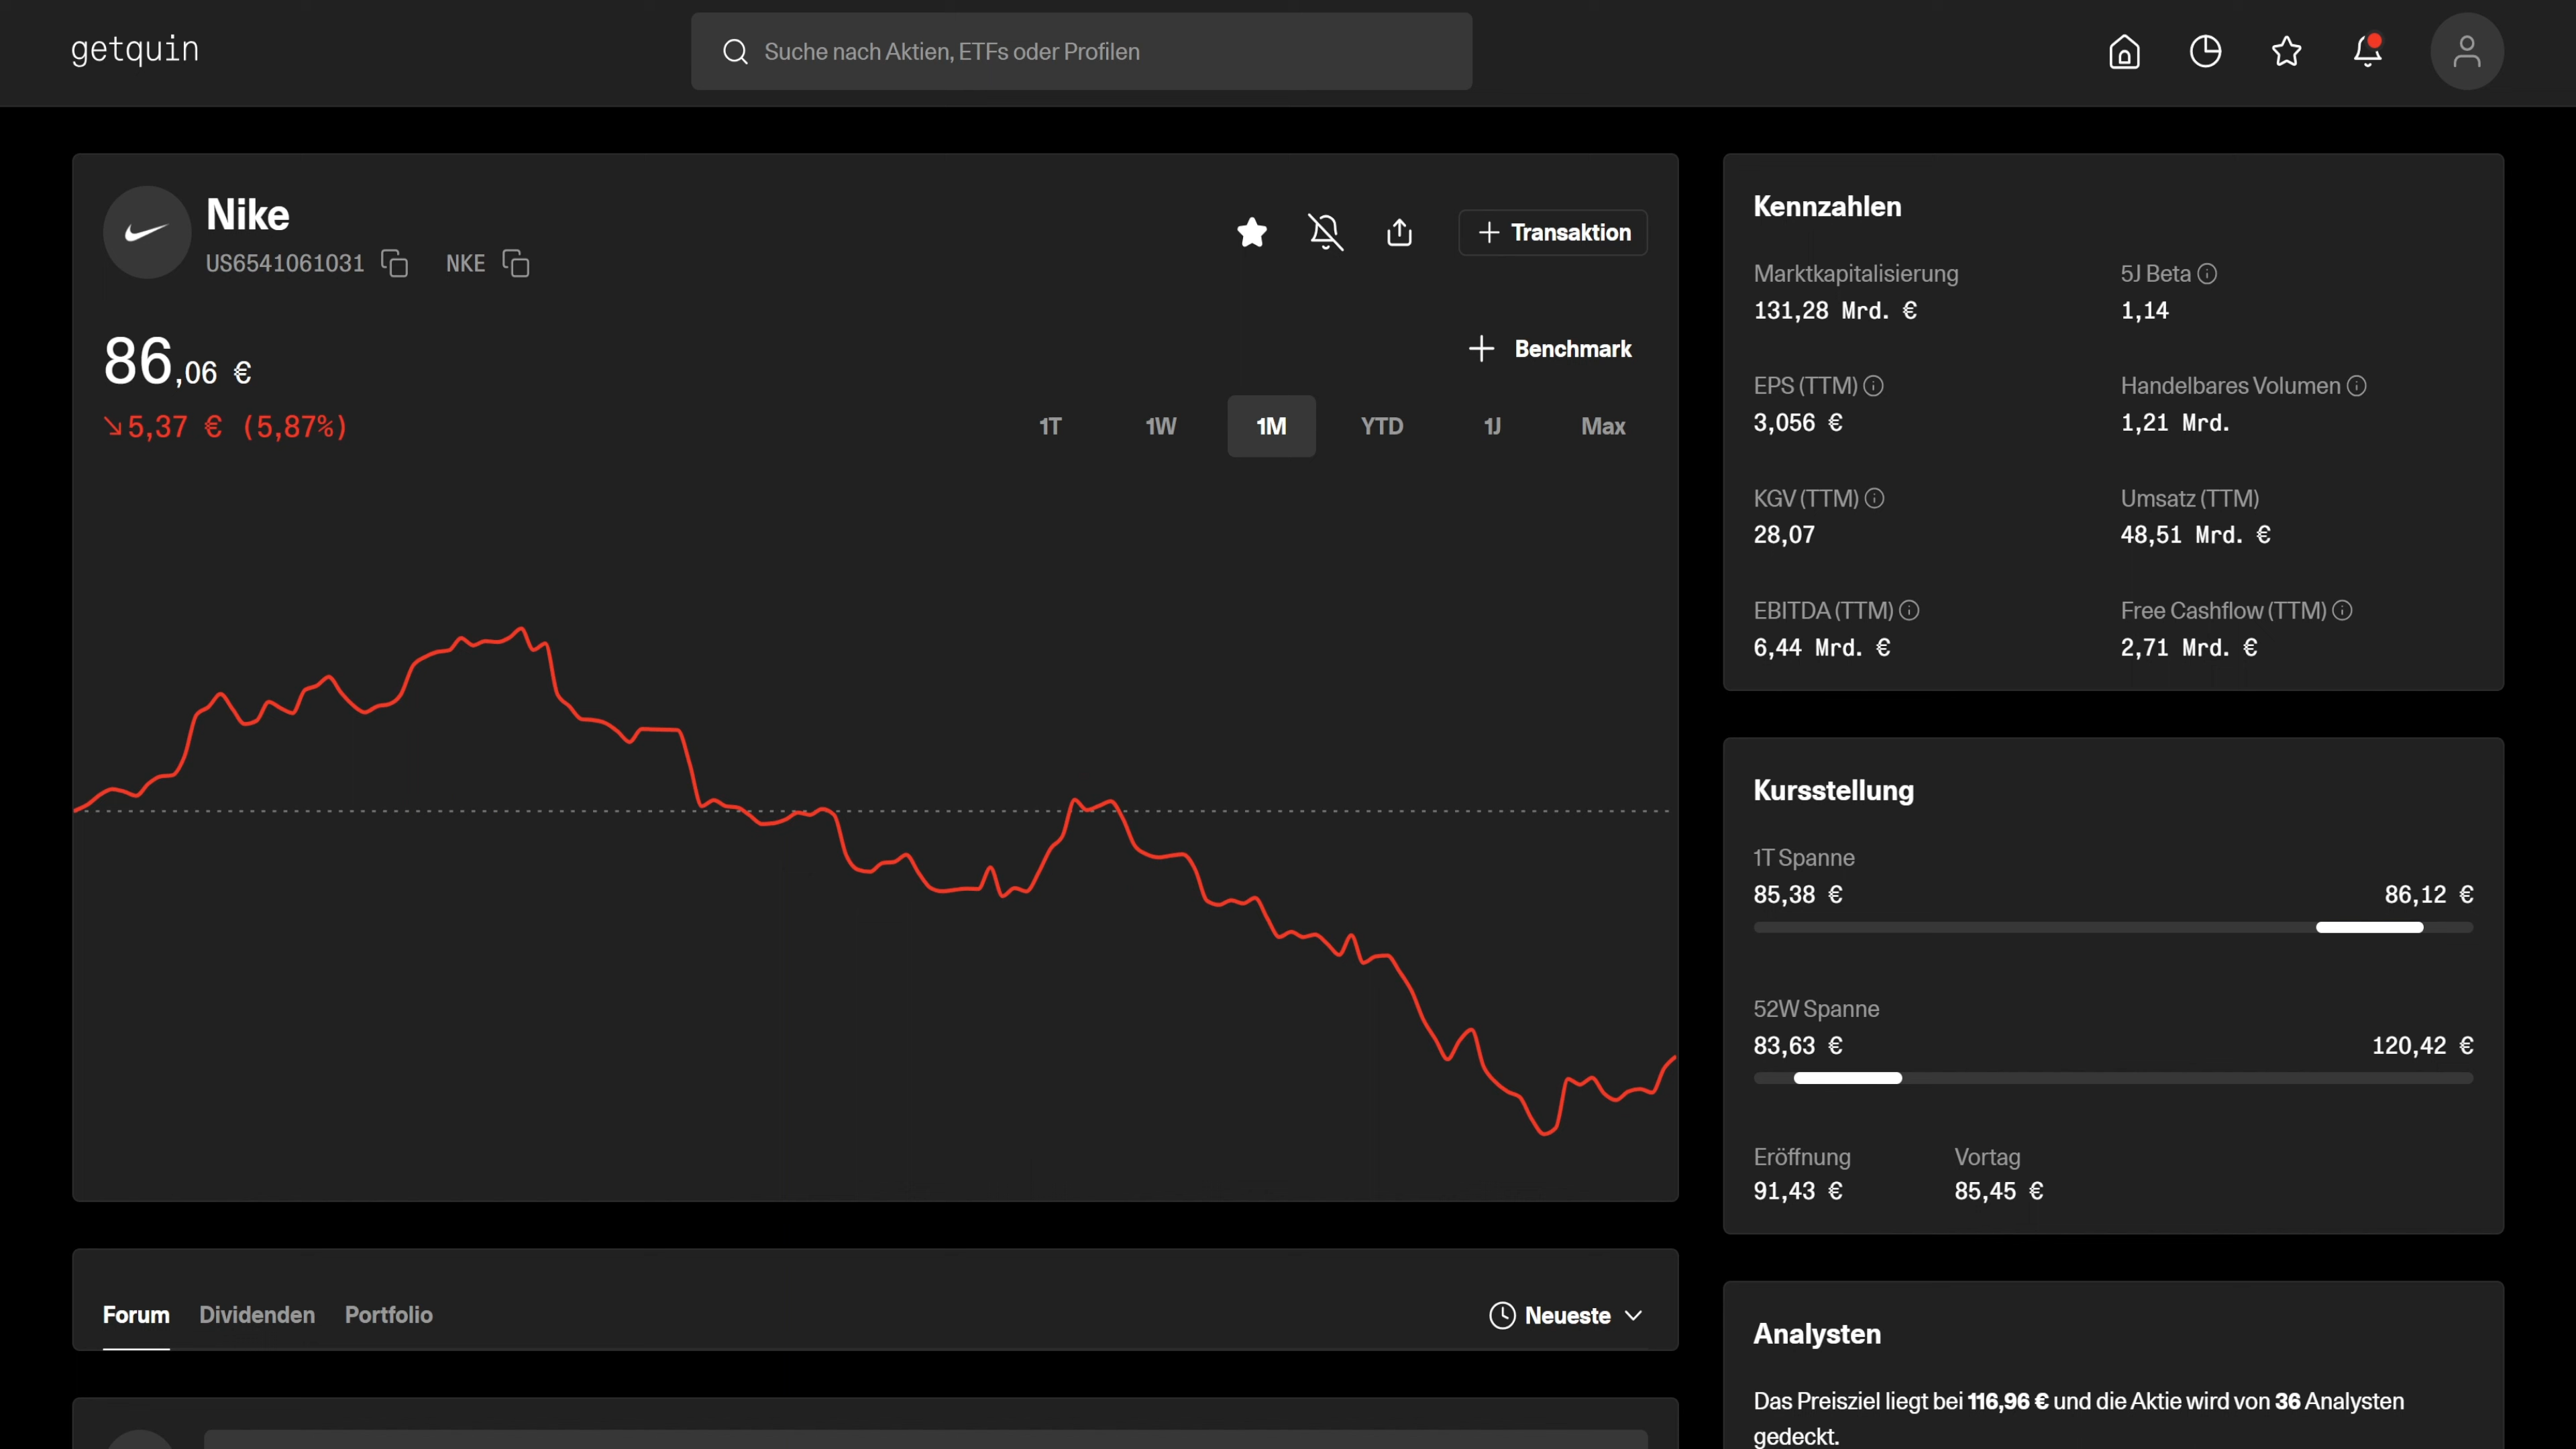 getquin
Suche nach Aktien, ETFs oder Profilen
Nike
US6541061031 NKE
Transaktion
86,06 €
Benchmark
↘5,37 € (5,87%)
1T 1W 1M YTD 1J Max
Forum Dividenden Portfolio
Neueste
Kennzahlen
Marktkapitalisierung 5J Beta
131,28 Mrd. € 1,14
EPS (TTM) Handelbares Volumen
3,056 € 1,21 Mrd.
KGV (TTM) Umsatz (TTM)
28,07 48,51 Mrd. €
EBITDA (TTM) Free Cashflow (TTM)
6,44 Mrd. € 2,71 Mrd. €
Kursstellung
1T Spanne
85,38 € 86,12 €
52W Spanne
83,63 € 120,42 €
Eröffnung Vortag
91,43 € 85,45 €
Analysten
Das Preisziel liegt bei 116,96 € und die Aktie wird von 36 Analysten
gedeckt.